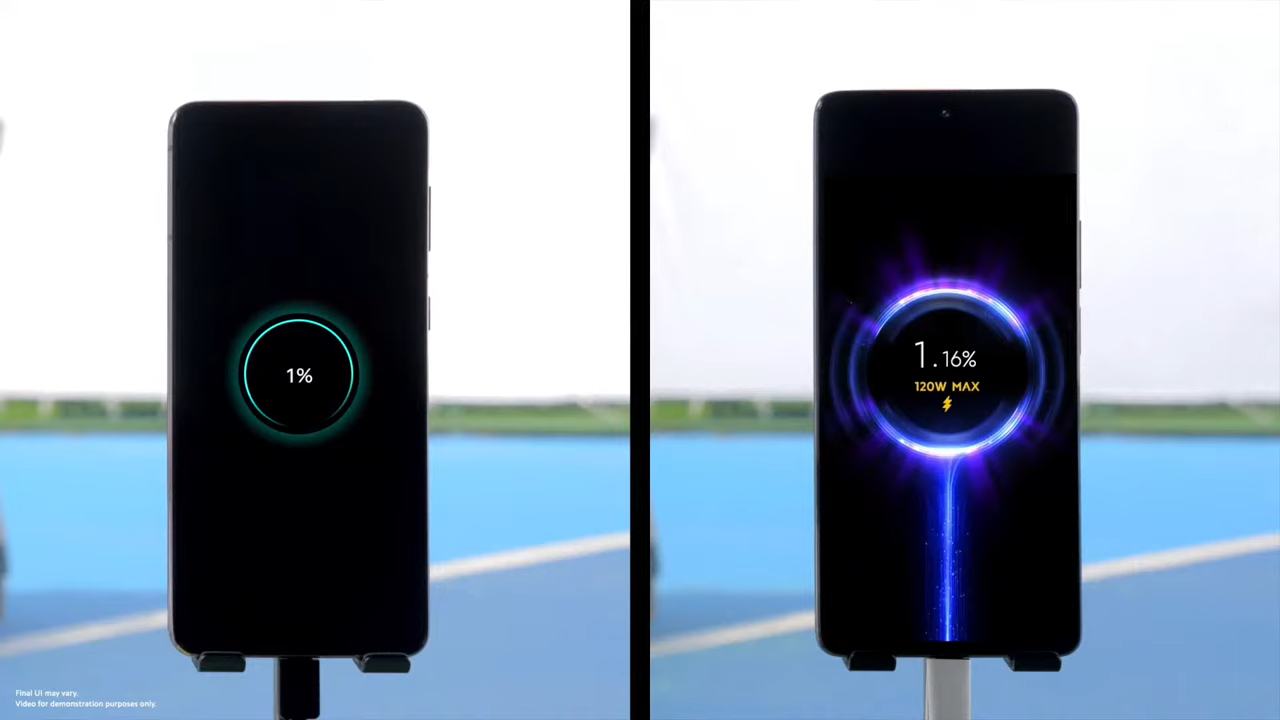 1%
1.16%
120W MAX
Final UI may vary.
Video for demonstration purposes only.